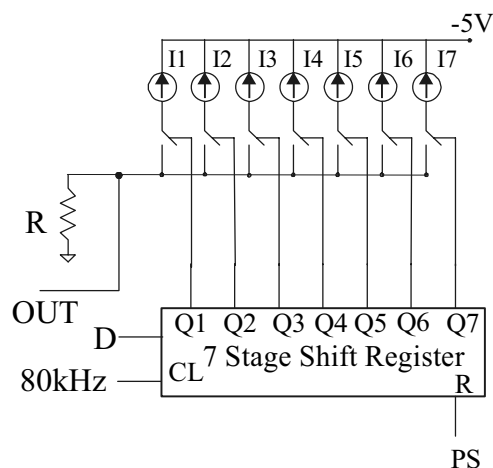 -5V
I1 I2 I3 I4 I5 I6 I7
R
OUT
Q1 Q2 Q3 Q4 Q5 Q6 Q7
D
7 Stage Shift Register
80kHz
CL
R
PS